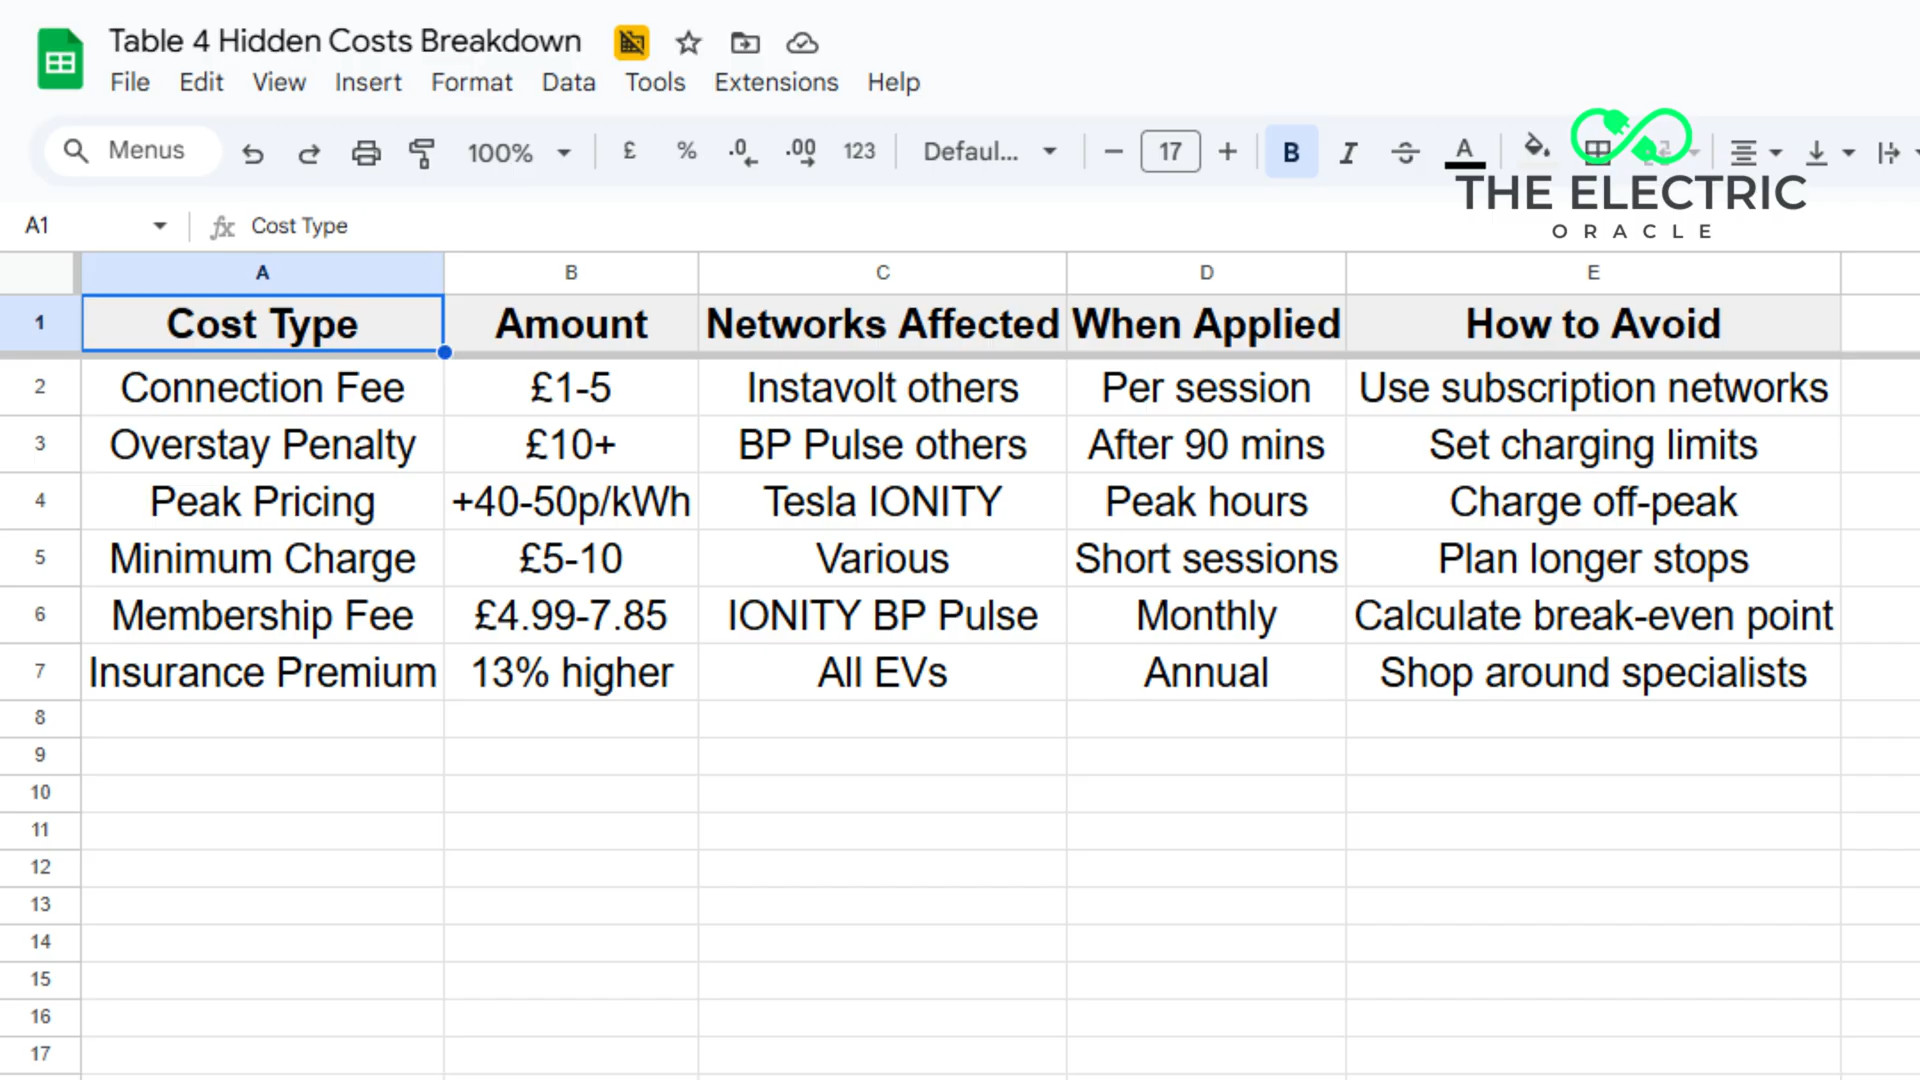 Table 4 Hidden Costs Breakdown
File Edit View Insert Format Data Tools Extensions Help
Menus 100% £ % .0 .00 123 Defaul... 17 B I A
THE ELECTRIC
ORACLE
A1 fx Cost Type
A B C D E
1 Cost Type Amount Networks Affected When Applied How to Avoid
2 Connection Fee £1-5 Instavolt others Per session Use subscription networks
3 Overstay Penalty £10+ BP Pulse others After 90 mins Set charging limits
4 Peak Pricing +40-50p/kWh Tesla IONITY Peak hours Charge off-peak
5 Minimum Charge £5-10 Various Short sessions Plan longer stops
6 Membership Fee £4.99-7.85 IONITY BP Pulse Monthly Calculate break-even point
7 Insurance Premium 13% higher All EVs Annual Shop around specialists
8
9
10
11
12
13
14
15
16
17